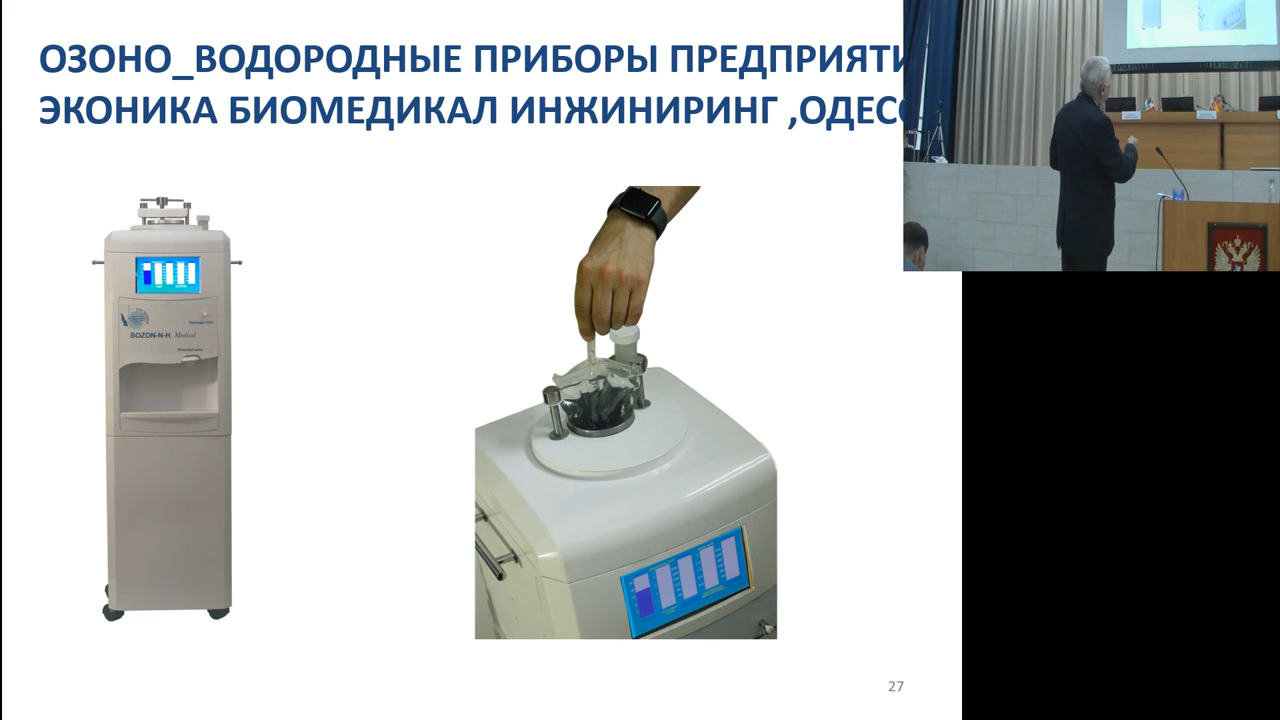 ОЗОНО_ВОДОРОДНЫЕ ПРИБОРЫ ПРЕДПРИЯТИ
ЭКОНИКА БИОМЕДИКАЛ ИНЖИНИРИНГ ,ОДЕСС
BOZON-N-H Medical
27